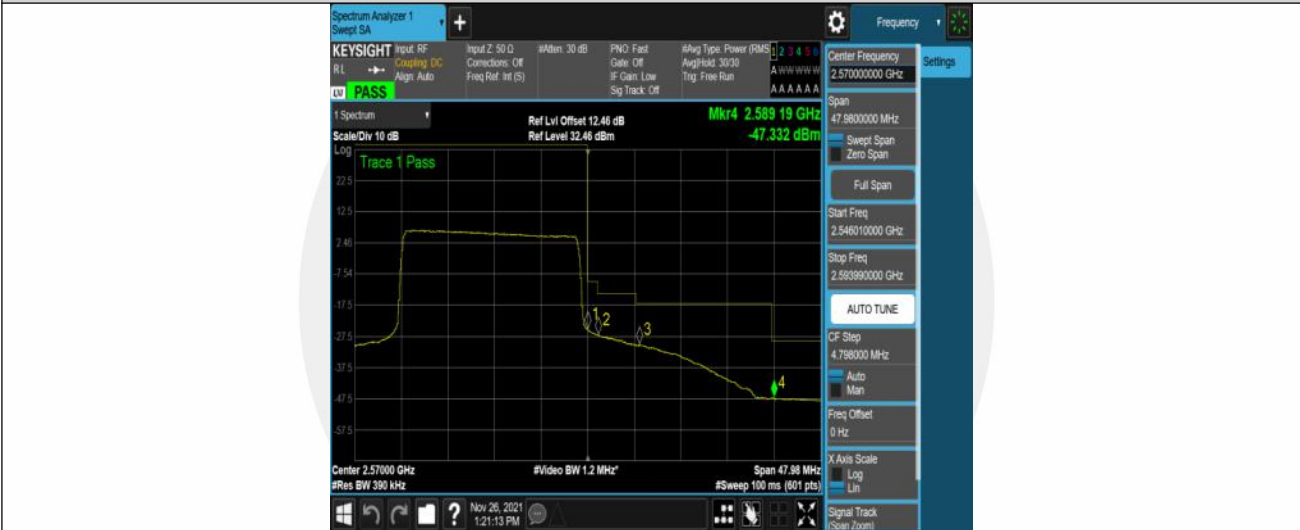 Spectrum Analyzer 1
Swept SA
+
Frequency
KEYSIGHT
R L
LV PASS
Input: RF
Coupling: DC
Align: Auto
Input Z: 50 Ω
Corrections: Off
Freq Ref: Int (S)
#Atten: 30 dB
PNO: Fast
Gate: Off
IF Gain: Low
Sig Track: Off
#Avg Type: Power (RMS
Avg|Hold: 30/30
Trig: Free Run
1 2 3 4 5 6
A W W W W W
A A A A A A
1 Spectrum
Scale/Div 10 dB
Ref Lvl Offset 12.46 dB
Ref Level 32.46 dBm
Mkr4 2.589 19 GHz
-47.332 dBm
Log
Trace 1 Pass
22.5
12.5
2.46
-7.54
-17.5
-27.5
-37.5
-47.5
-57.5
1
2
3
4
Center 2.57000 GHz
#Res BW 390 kHz
#Video BW 1.2 MHz*
Span 47.98 MHz
#Sweep 100 ms (601 pts)
?
Nov 26, 2021
1:21:13 PM
Center Frequency
2.570000000 GHz
Settings
Span
47.9800000 MHz
Swept Span
Zero Span
Full Span
Start Freq
2.546010000 GHz
Stop Freq
2.593990000 GHz
AUTO TUNE
CF Step
4.798000 MHz
Auto
Man
Freq Offset
0 Hz
X Axis Scale
Log
Lin
Signal Track
(Span Zoom)